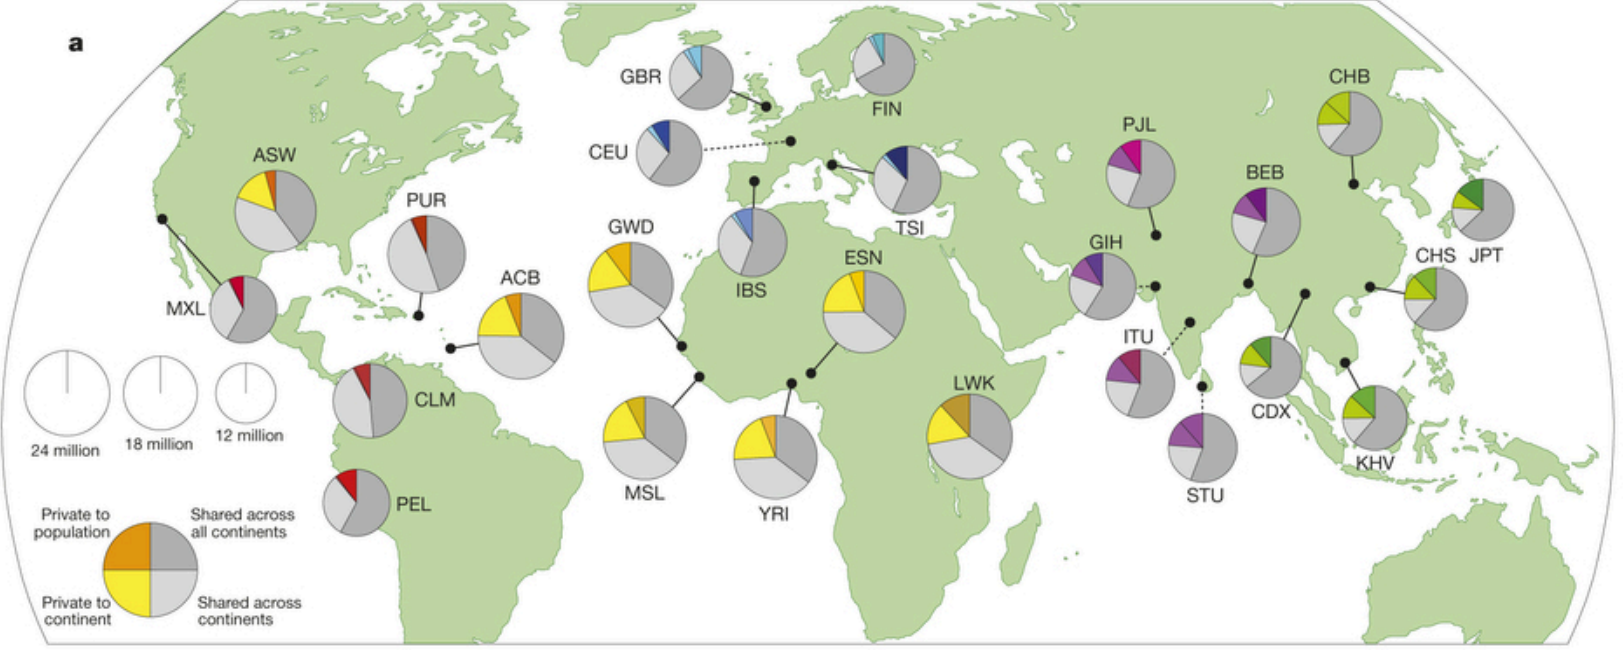 a
GBR
FIN
CHB
CEU
PJL
ASW
BEB
PUR
TSI
GWD
GIH
ESN
CHS
JPT
ACB
IBS
MXL
ITU
LWK
CLM
CDX
24 million
18 million
12 million
KHV
MSL
STU
PEL
YRI
Private to
population
Shared across
all continents
Private to
continent
Shared across
continents